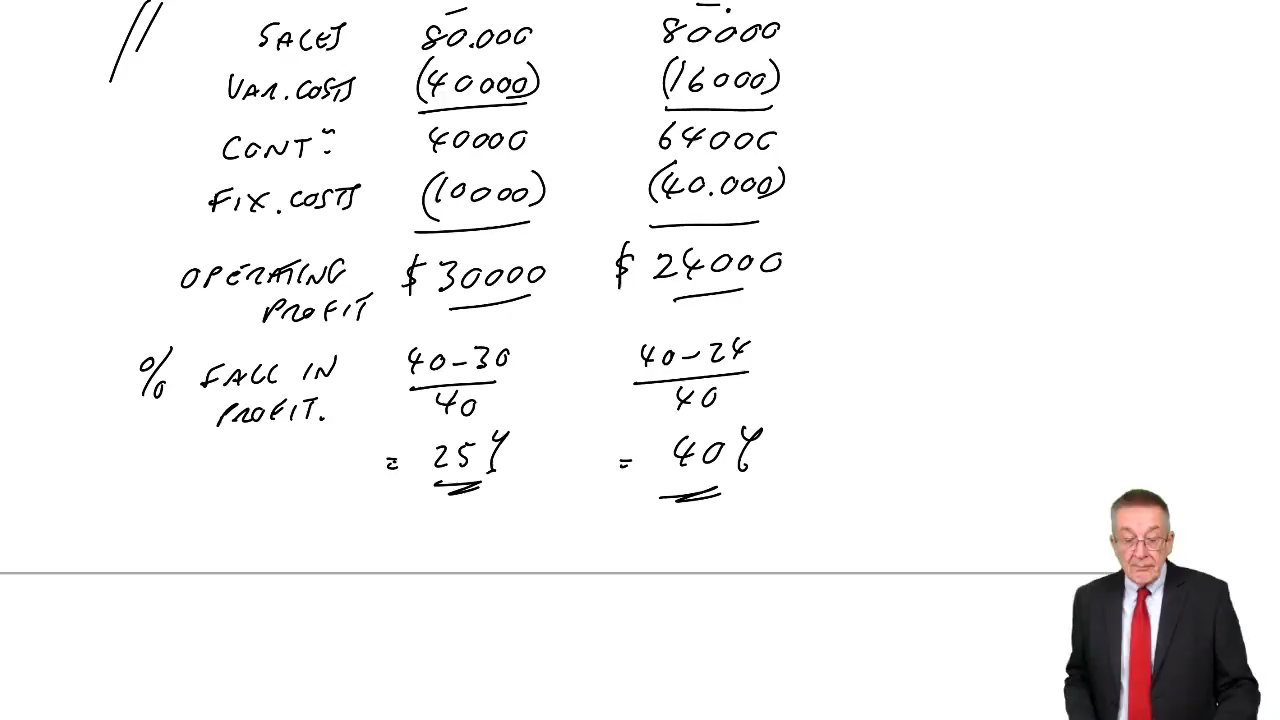 SALES 80.000 80000
VAR. COSTS (40000) (16000)
CONTN: 40000 64000
FIX. COSTS (10000) (40.000)
OPERATING $30000 $24000
PROFIT
% FALL IN 40-30 40-24
PROFIT. 40 40
= 25% = 40%